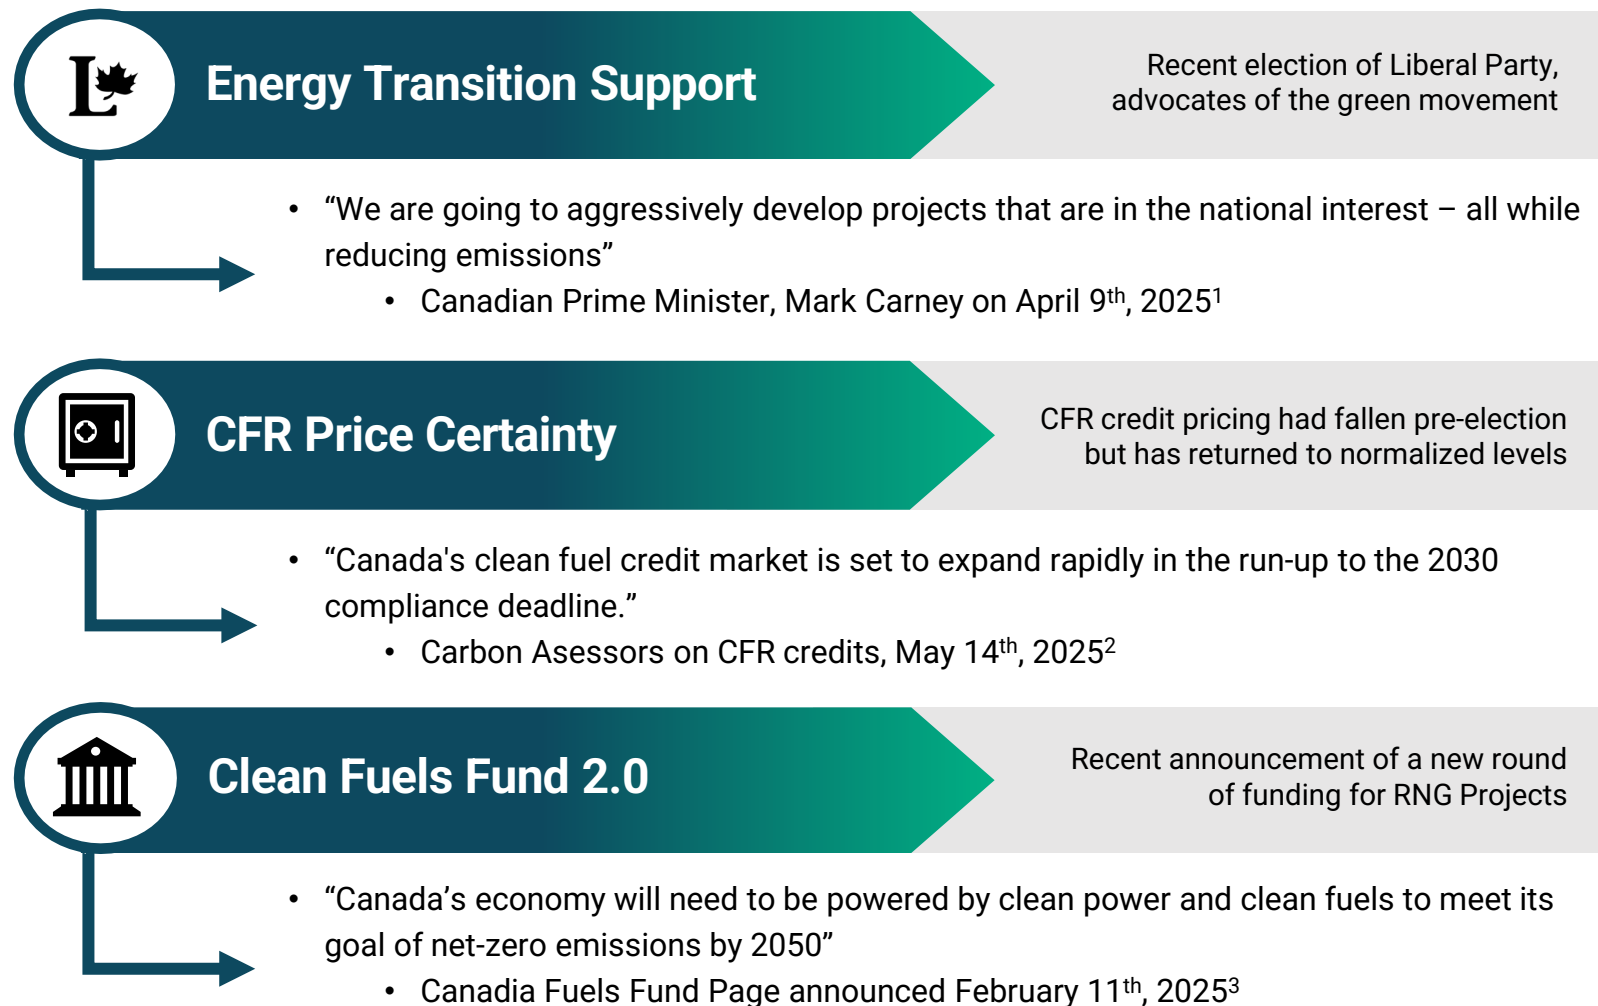 L
Energy Transition Support
Recent election of Liberal Party,
advocates of the green movement
• “We are going to aggressively develop projects that are in the national interest – all while
reducing emissions”
• Canadian Prime Minister, Mark Carney on April 9th, 2025¹
CFR Price Certainty
CFR credit pricing had fallen pre-election
but has returned to normalized levels
• “Canada's clean fuel credit market is set to expand rapidly in the run-up to the 2030
compliance deadline.”
• Carbon Asessors on CFR credits, May 14th, 2025²
Clean Fuels Fund 2.0
Recent announcement of a new round
of funding for RNG Projects
• “Canada’s economy will need to be powered by clean power and clean fuels to meet its
goal of net-zero emissions by 2050”
• Canadia Fuels Fund Page announced February 11th, 2025³